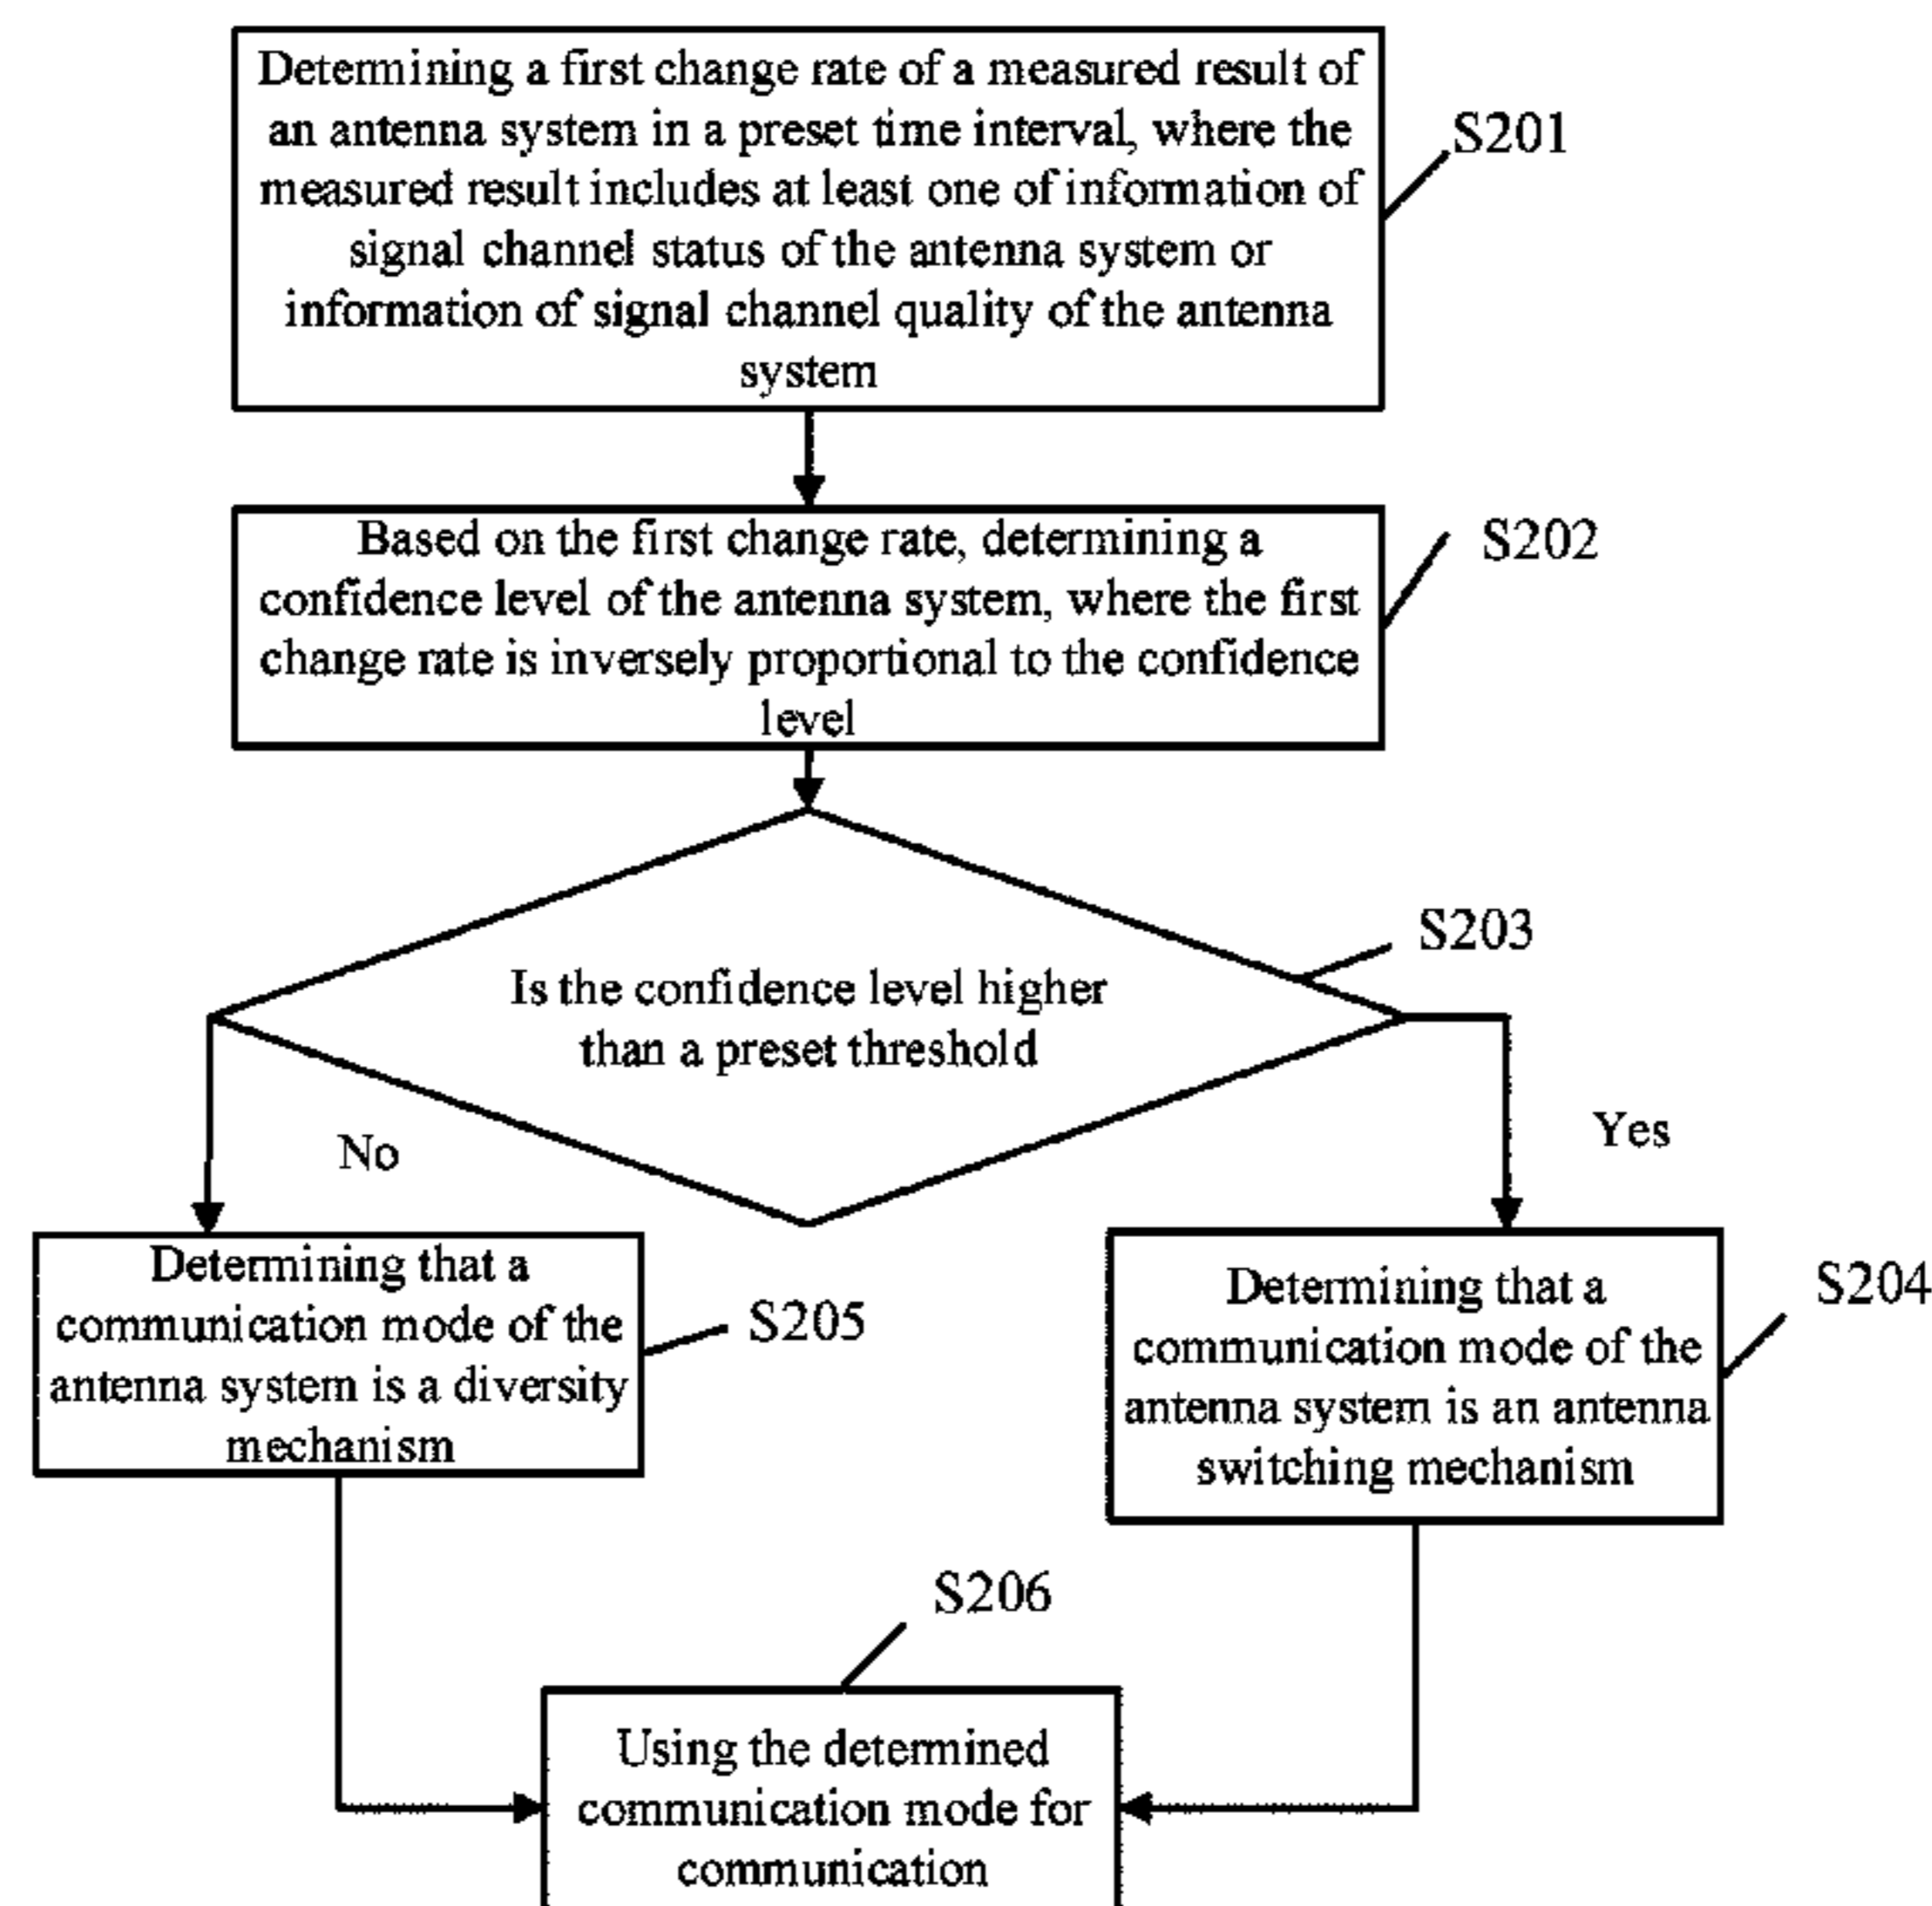 Determining a first change rate of a measured result of
an antenna system in a preset time interval, where the
measured result includes at least one of information of
signal channel status of the antenna system or
information of signal channel quality of the antenna
system
S201
Based on the first change rate, determining a
confidence level of the antenna system, where the first
change rate is inversely proportional to the confidence
level
S202
Is the confidence level higher
than a preset threshold
S203
No
Yes
Determining that a
communication mode of the
antenna system is a diversity
mechanism
S205
Determining that a
communication mode of the
antenna system is an antenna
switching mechanism
S204
S206
Using the determined
communication mode for
communication